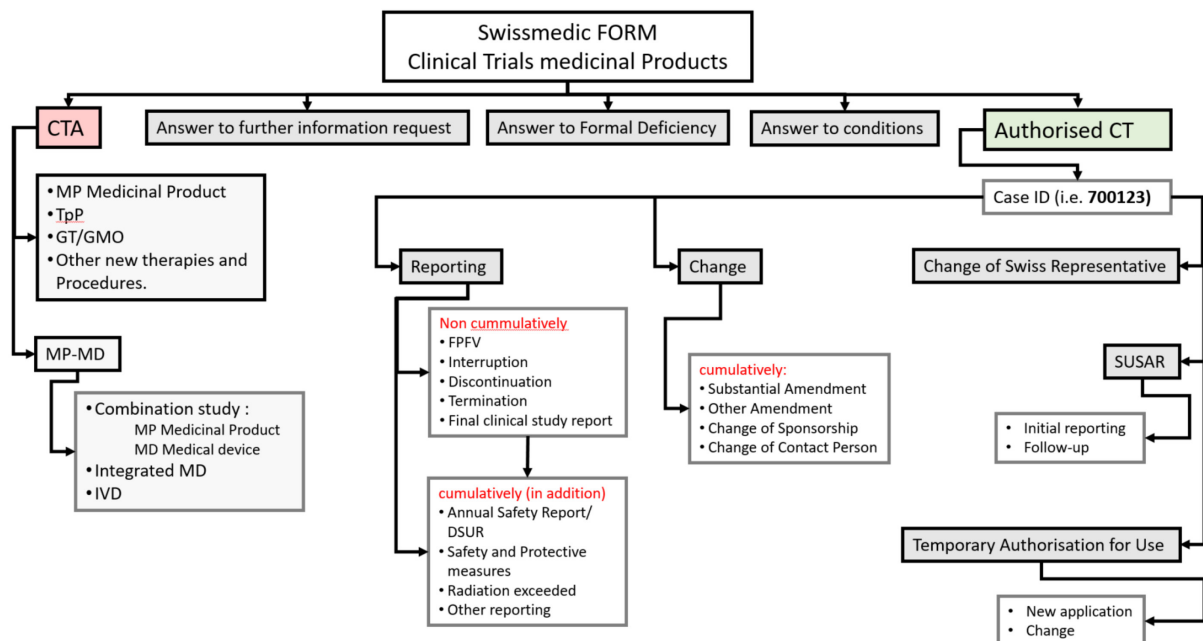 Swissmedic FORM
Clinical Trials medicinal Products
CTA
Answer to further information request
Answer to Formal Deficiency
Answer to conditions
Authorised CT
• MP Medicinal Product
• TpP
• GT/GMO
• Other new therapies and
Procedures.
Case ID (i.e. 700123)
Reporting
Change
Change of Swiss Representative
Non cummulatively
• FPFV
• Interruption
• Discontinuation
• Termination
• Final clinical study report
MP-MD
• Combination study :
MP Medicinal Product
MD Medical device
• Integrated MD
• IVD
cumulatively:
• Substantial Amendment
• Other Amendment
• Change of Sponsorship
• Change of Contact Person
SUSAR
• Initial reporting
• Follow-up
cumulatively (in addition)
• Annual Safety Report/
DSUR
• Safety and Protective
measures
• Radiation exceeded
• Other reporting
Temporary Authorisation for Use
• New application
• Change